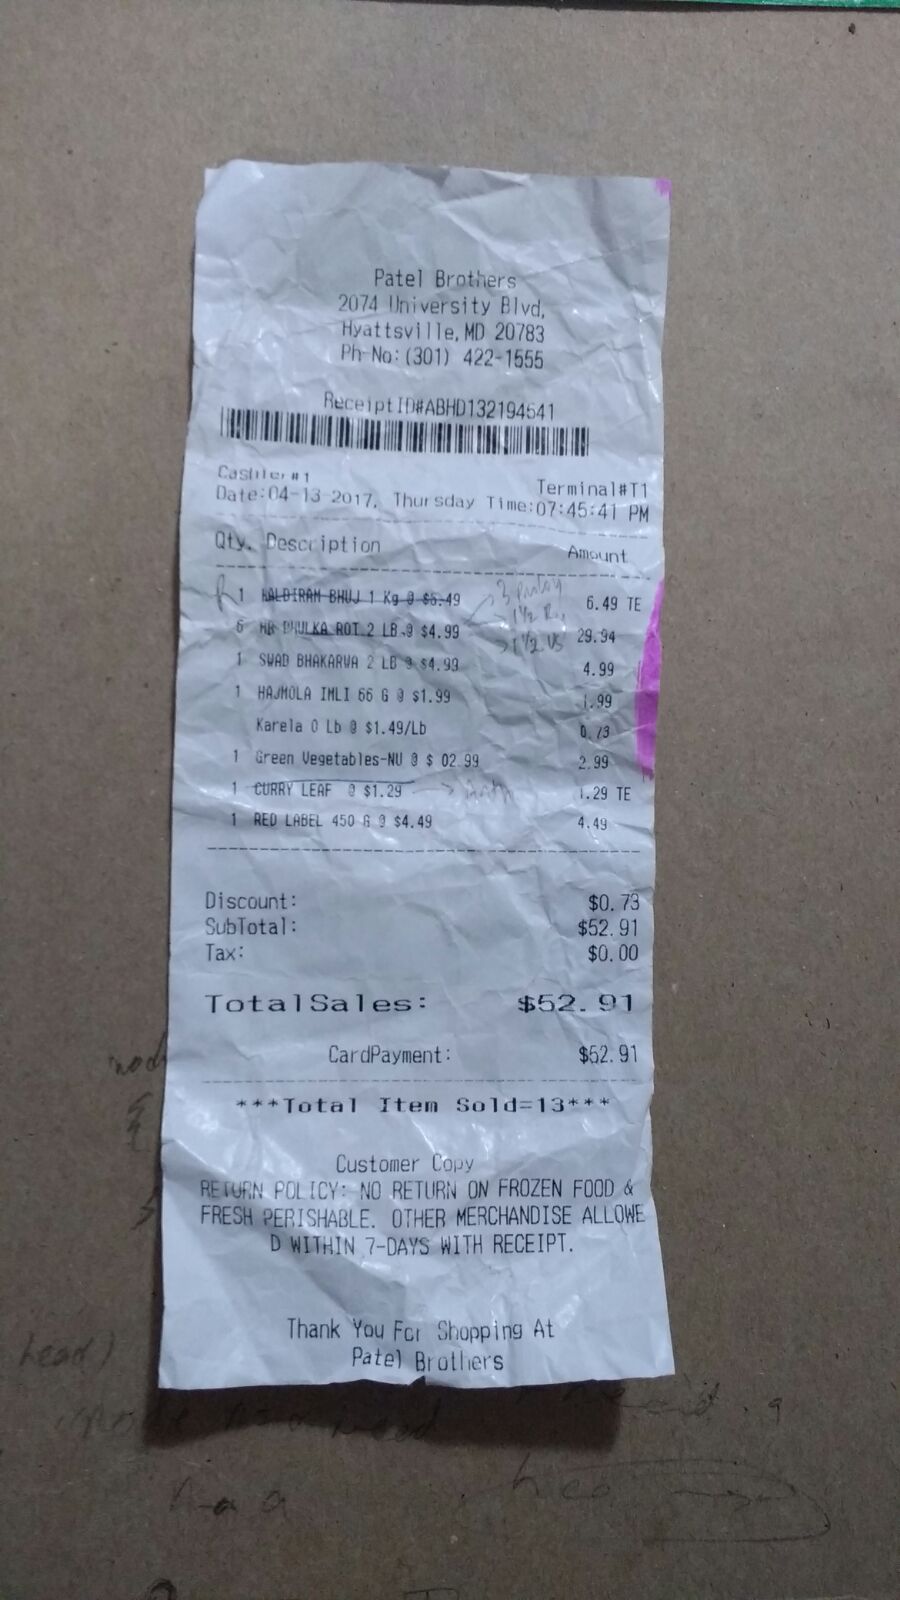 Patel Brothers
2074 University Blvd,
Hyattsville, MD 20783
Ph-No: (301) 422-1555
ReceiptID#ABHD132194541
Cashier#1 Terminal#T1
Date:04-13-2017, Thursday Time:07:45:41 PM
Qty. Description Amount
1 HALDIRAM BHUJ 1 Kg @ 6.49 TE
6 PHULKA ROT 2 LB @ $4.99 29.94
1 SWAD BHAKARWA 2 LB @ $4.99 4.99
1 HAJMOLA IMLI 66 G @ $1.99 1.99
Karela 0 Lb @ $1.49/Lb 0.73
1 Green Vegetables-NU @ $ 02.99 2.99
1 CURRY LEAF @ $1.29 1.29 TE
1 RED LABEL 450 G @ $4.49 4.49
Discount: $0.73
SubTotal: $52.91
Tax: $0.00
TotalSales: $52.91
CardPayment: $52.91
***Total Item Sold=13***
Customer Copy
RETURN POLICY: NO RETURN ON FROZEN FOOD &
FRESH PERISHABLE. OTHER MERCHANDISE ALLOWE
D WITHIN 7-DAYS WITH RECEIPT.
Thank You For Shopping At
Patel Brothers
head)